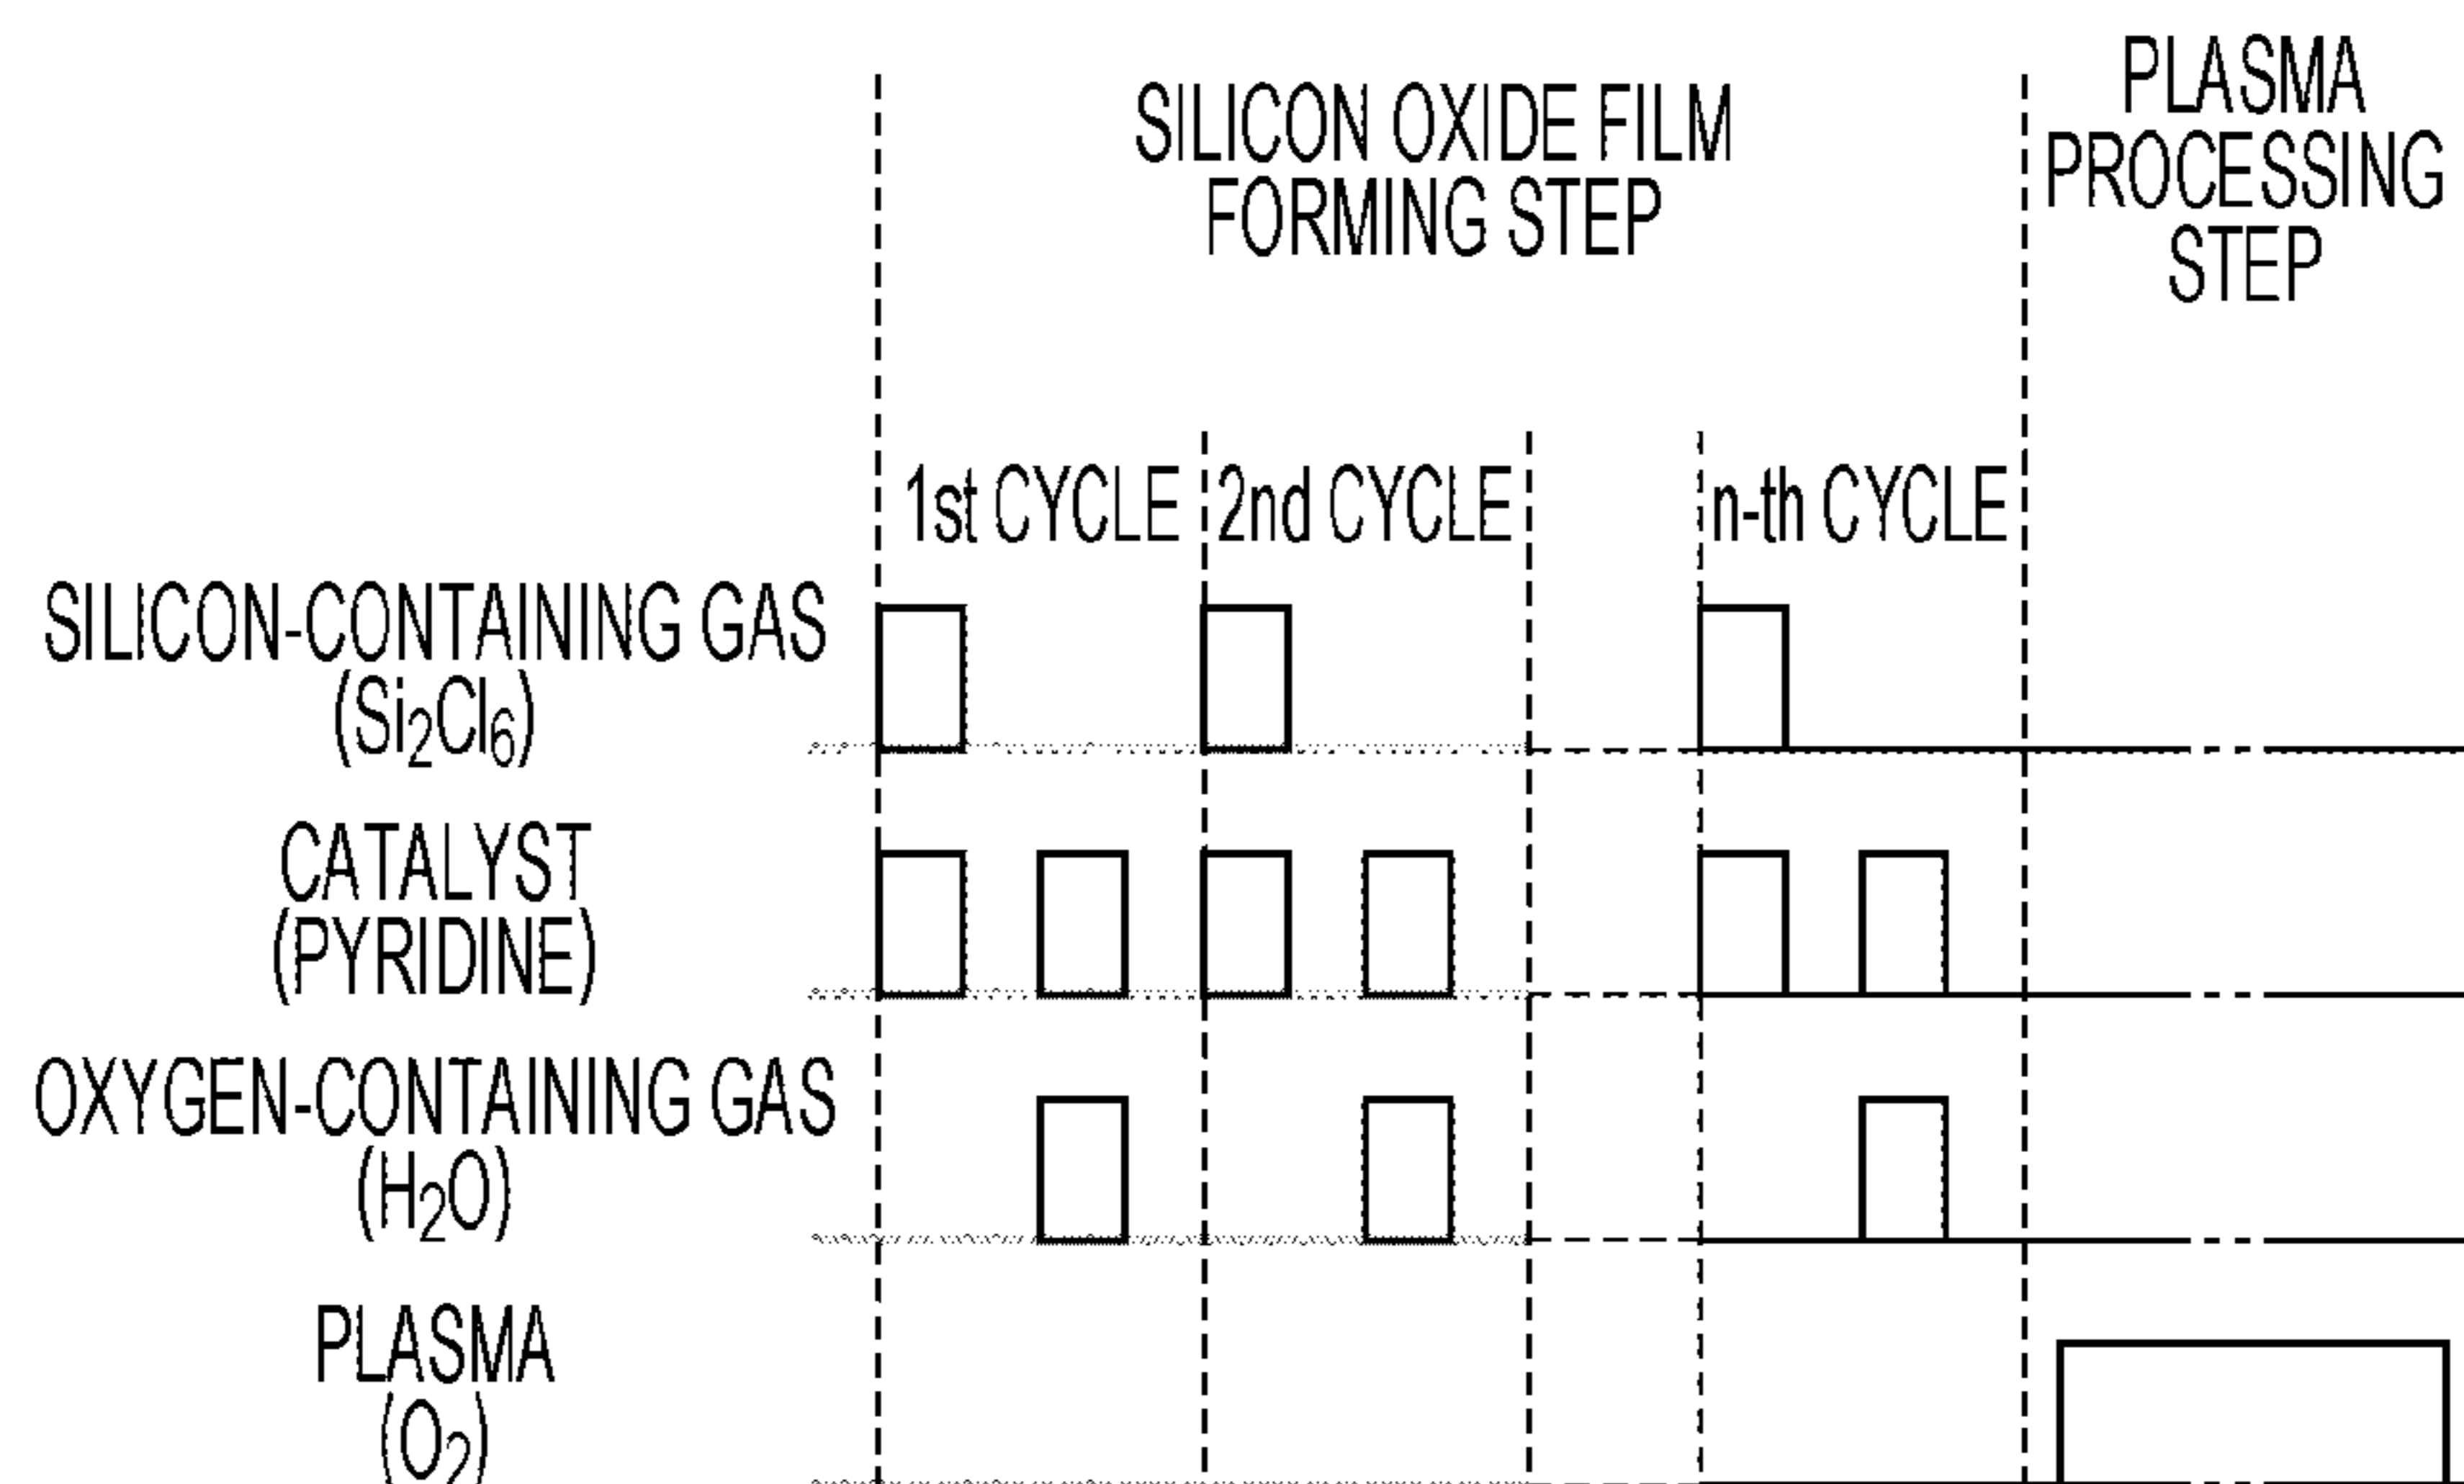 SILICON OXIDE FILM
FORMING STEP
PLASMA
PROCESSING
STEP
1st CYCLE
2nd CYCLE
n-th CYCLE
SILICON-CONTAINING GAS
(Si₂Cl₆)
CATALYST
(PYRIDINE)
OXYGEN-CONTAINING GAS
(H₂O)
PLASMA
(O₂)